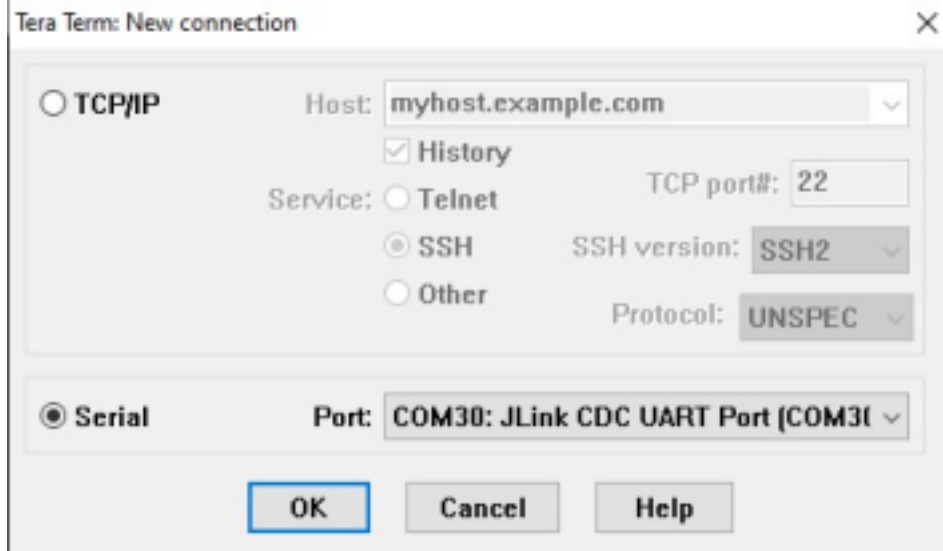 Tera Term: New connection
TCP/IP
Host: myhost.example.com
History
Service: Telnet
TCP port#: 22
SSH
SSH version: SSH2
Other
Protocol: UNSPEC
Serial
Port: COM30: JLink CDC UART Port (COM3(
OK Cancel Help